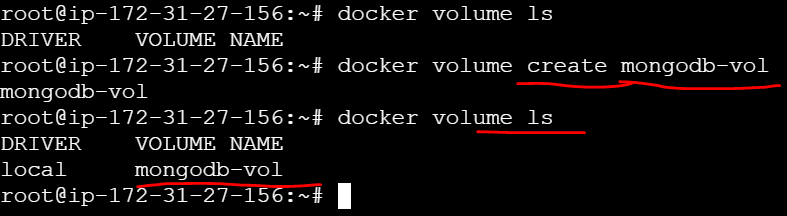 root@ip-172-31-27-156:~# docker volume ls
DRIVER    VOLUME NAME
root@ip-172-31-27-156:~# docker volume create mongodb-vol
mongodb-vol
root@ip-172-31-27-156:~# docker volume ls
DRIVER    VOLUME NAME
local     mongodb-vol
root@ip-172-31-27-156:~#